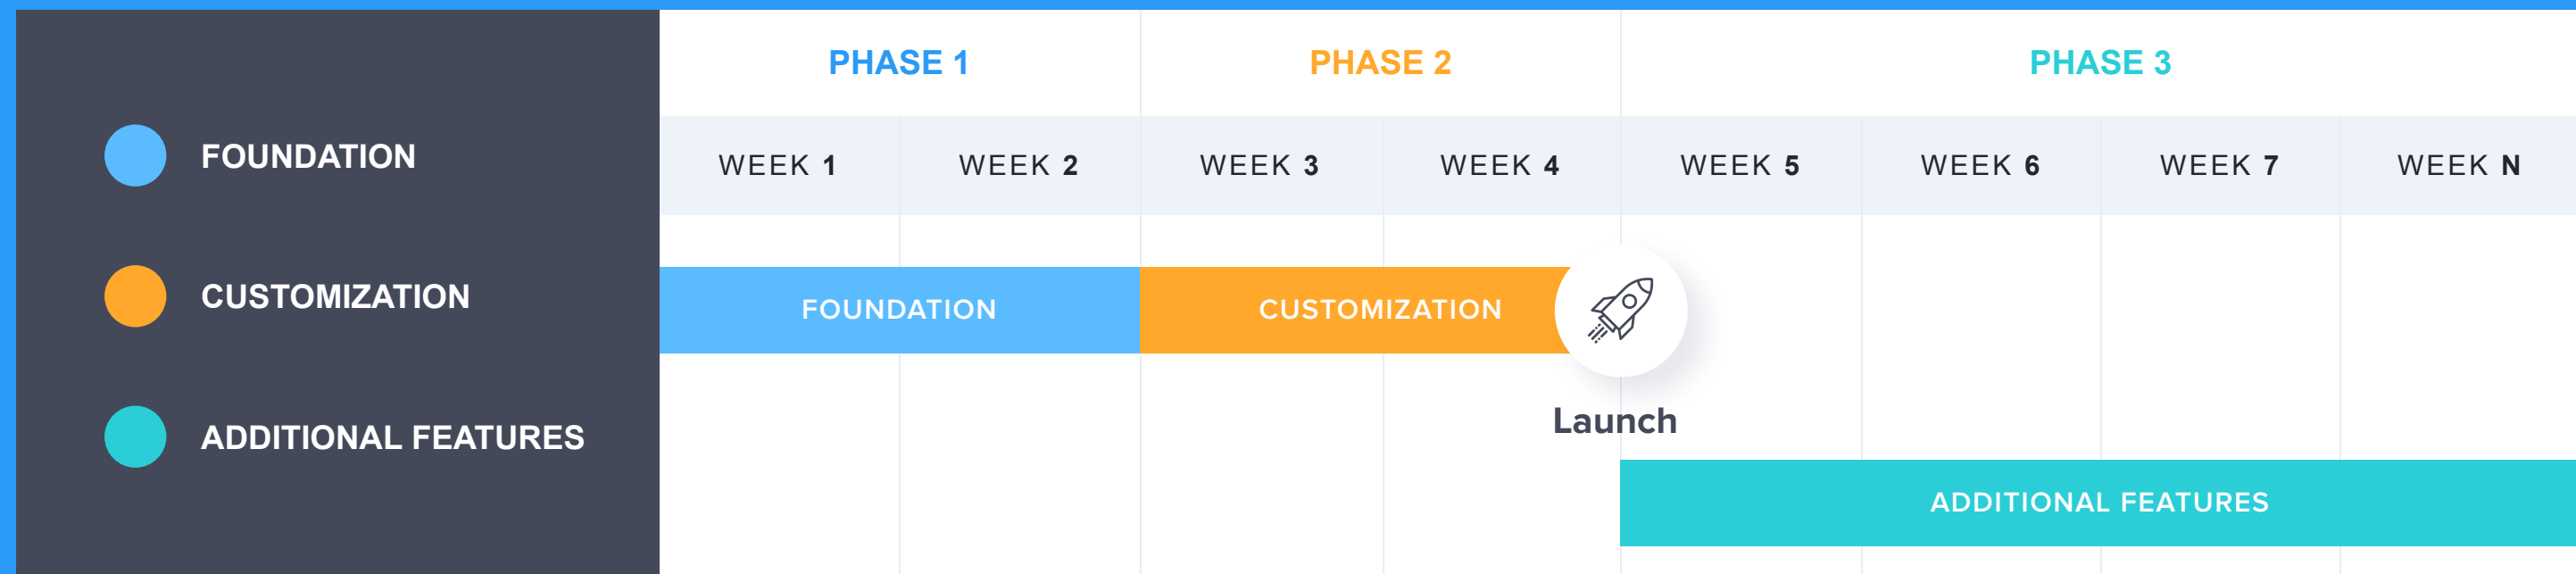 FOUNDATION
CUSTOMIZATION
ADDITIONAL FEATURES
PHASE 1
PHASE 2
PHASE 3
WEEK 1
WEEK 2
WEEK 3
WEEK 4
WEEK 5
WEEK 6
WEEK 7
WEEK N
FOUNDATION
CUSTOMIZATION
Launch
ADDITIONAL FEATURES